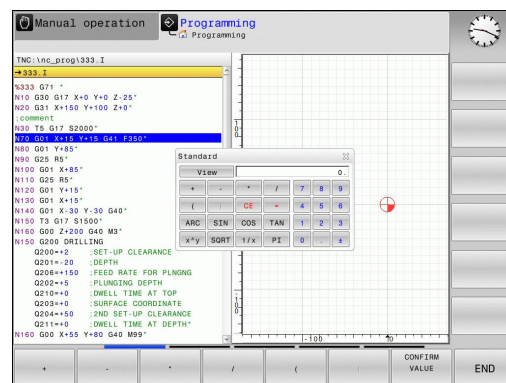 Manual operation
Programming
Programming
TNC:\nc_prog\333.I
→333.I
%333 G71 *
N10 G30 G17 X+0 Y+0 Z-25*
N20 G31 X+150 Y+100 Z+0*
;comment
N30 T5 G17 S2000*
N70 G01 X+15 Y+15 G41 F350*
N80 G01 Y+85*
N90 G25 R5*
N100 G01 X+85*
N110 G25 R5*
N120 G01 Y+15*
N130 G01 X+15*
N140 G01 X-30 Y-30 G40*
N150 T3 G17 S1500*
N160 G00 Z+200 G40 M3*
N150 G200 DRILLING
Q200=+2 ;SET-UP CLEARANCE
Q201=-20 ;DEPTH
Q206=+150 ;FEED RATE FOR PLNGNG
Q202=+5 ;PLUNGING DEPTH
Q210=+0 ;DWELL TIME AT TOP
Q203=+0 ;SURFACE COORDINATE
Q204=+50 ;2ND SET-UP CLEARANCE
Q211=+0 ;DWELL TIME AT DEPTH*
N160 G00 X+55 Y+80 G40 M99*
Standard
View 0.
+ - * / 7 8 9
( ) CE = 4 5 6
ARC SIN COS TAN 1 2 3
x^y SQRT 1/x PI 0 . ±
-100
+ - * / ( ) CONFIRM VALUE END